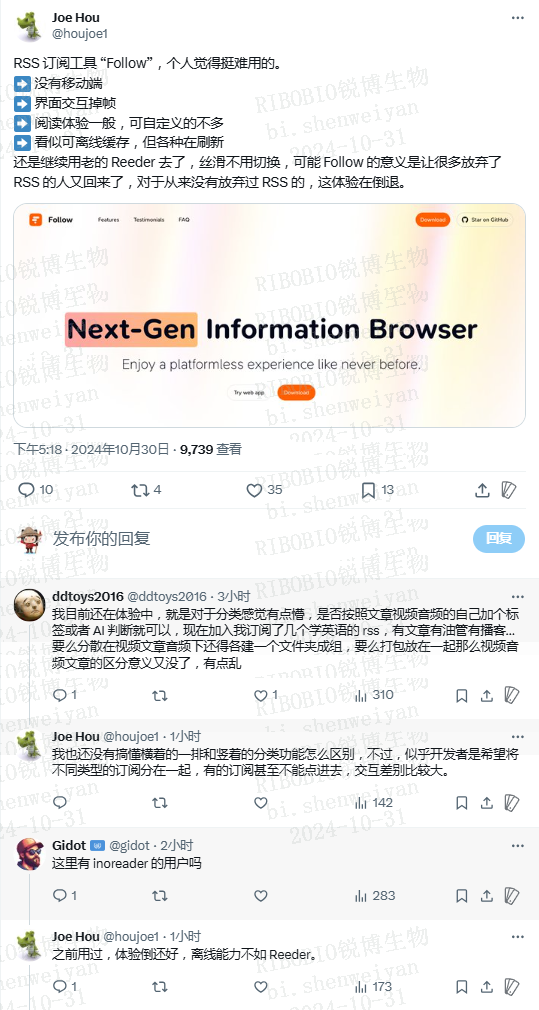 Joe Hou
@houjoe1
RSS 订阅工具 “Follow”，个人觉得挺难用的。
➡️ 没有移动端
➡️ 界面交互掉帧
➡️ 阅读体验一般，可自定义的不多
➡️ 看似可离线缓存，但各种在刷新
还是继续用老的 Reeder 去了，丝滑不用切换，可能 Follow 的意义是让很多放弃了
RSS 的人又回来了，对于从来没有放弃过 RSS 的，这体验在倒退。
Follow Features Testimonials FAQ Download Star on GitHub
Next-Gen Information Browser
Enjoy a platformless experience like never before.
Try web app Download
下午5:18 · 2024年10月30日 · 9,739 查看
10 4 35 13
发布你的回复 回复
ddtoys2016 @ddtoys2016 · 3小时
我目前还在体验中，就是对于分类感觉有点懵，是否按照文章视频音频的自己加个标
签或者 AI 判断就可以，现在加入我订阅了几个学英语的 rss，有文章有油管有播客...
要么分散在视频文章音频下还得各建一个文件夹成组，要么打包放在一起那么视频音
频文章的区分意义又没了，有点乱
1 1 310
Joe Hou @houjoe1 · 1小时
我也还没有搞懂横着的一排和竖着的分类功能怎么区别，不过，似乎开发者是希望将
不同类型的订阅分在一起，有的订阅甚至不能点进去，交互差别比较大。
142
Gidot @gidot · 2小时
这里有 inoreader 的用户吗
1 283
Joe Hou @houjoe1 · 1小时
之前用过，体验倒还好，离线能力不如 Reeder。
1 173
RIBOBIO锐博生物
bi.shenweiyan
2024-10-31